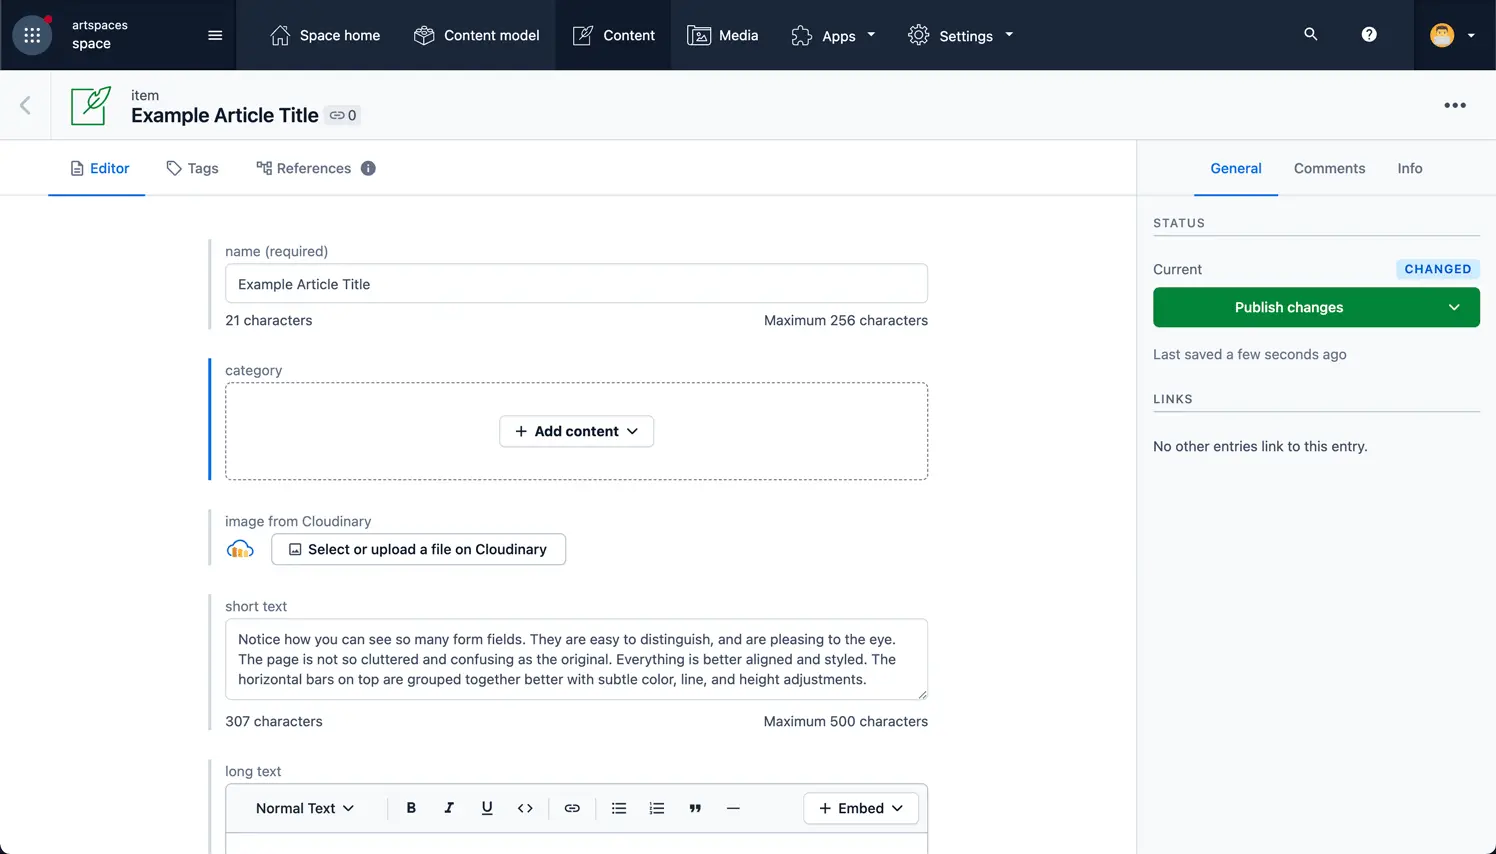 artspaces
space
Space home
Content model
Content
Media
Apps
Settings
item
Example Article Title
0
Editor
Tags
References
General
Comments
Info
name (required)
Example Article Title
21 characters
Maximum 256 characters
category
Add content
image from Cloudinary
Select or upload a file on Cloudinary
short text
Notice how you can see so many form fields. They are easy to distinguish, and are pleasing to the eye.
The page is not so cluttered and confusing as the original. Everything is better aligned and styled. The
horizontal bars on top are grouped together better with subtle color, line, and height adjustments.
307 characters
Maximum 500 characters
long text
Normal Text
B I U <>
Embed
STATUS
Current
CHANGED
Publish changes
Last saved a few seconds ago
LINKS
No other entries link to this entry.